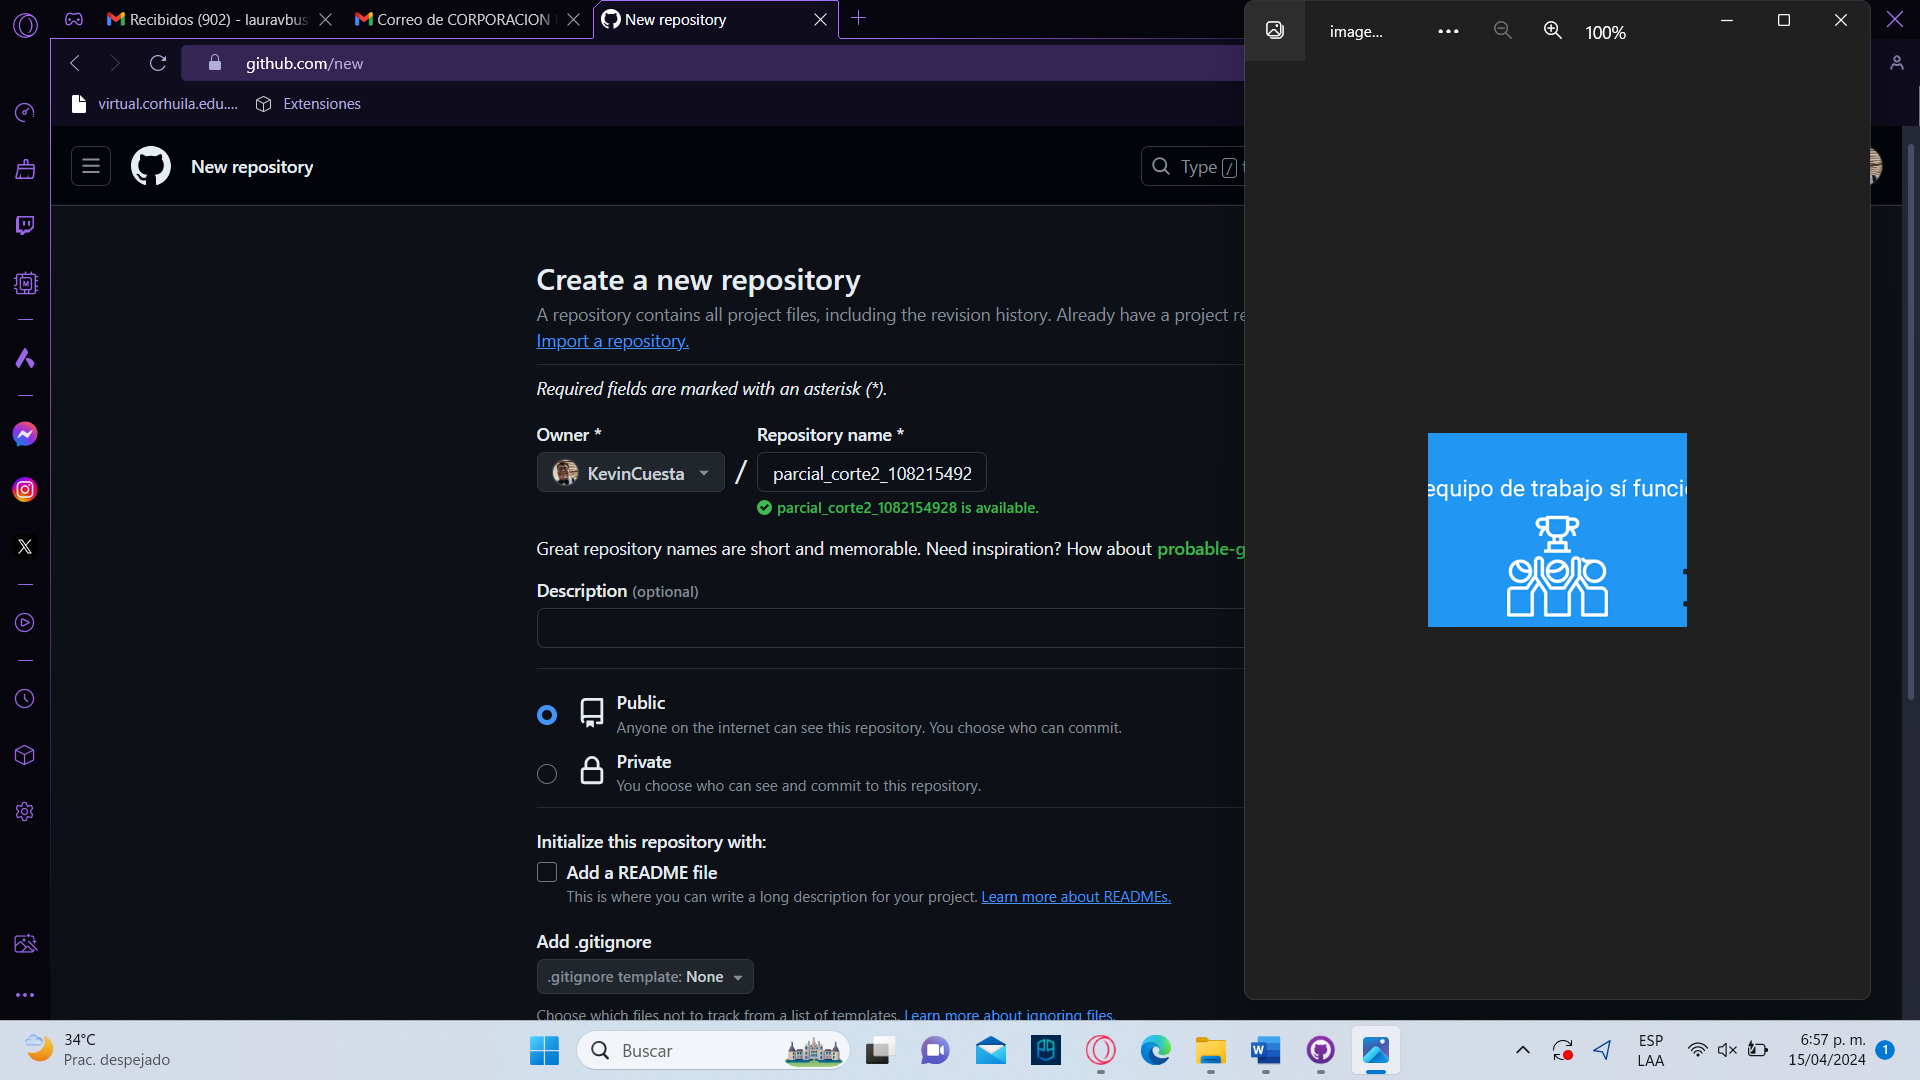 Recibidos (902) - lauravbus
Correo de CORPORACION
New repository
github.com/new
virtual.corhuila.edu....
Extensiones
New repository
Type / t
Create a new repository
A repository contains all project files, including the revision history. Already have a project re
Import a repository.
Required fields are marked with an asterisk (*).
Owner *
Repository name *
KevinCuesta
/
parcial_corte2_108215492
parcial_corte2_1082154928 is available.
Great repository names are short and memorable. Need inspiration? How about probable-g
Description (optional)
Public
Anyone on the internet can see this repository. You choose who can commit.
Private
You choose who can see and commit to this repository.
Initialize this repository with:
Add a README file
This is where you can write a long description for your project. Learn more about READMEs.
Add .gitignore
.gitignore template: None
Choose which files not to track from a list of templates. Learn more about ignoring files.
image...
100%
equipo de trabajo sí funci
34°C
Prac. despejado
Buscar
ESP
LAA
6:57 p. m.
15/04/2024
1